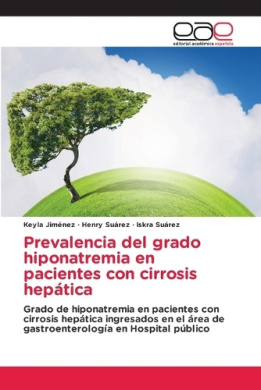 eae
editorial académica española
Keyla Jiménez · Henry Suárez · Iskra Suárez
Prevalencia del grado
hiponatremia en
pacientes con cirrosis
hepática
Grado de hiponatremia en pacientes con
cirrosis hepática ingresados en el área de
gastroenterología en Hospital público